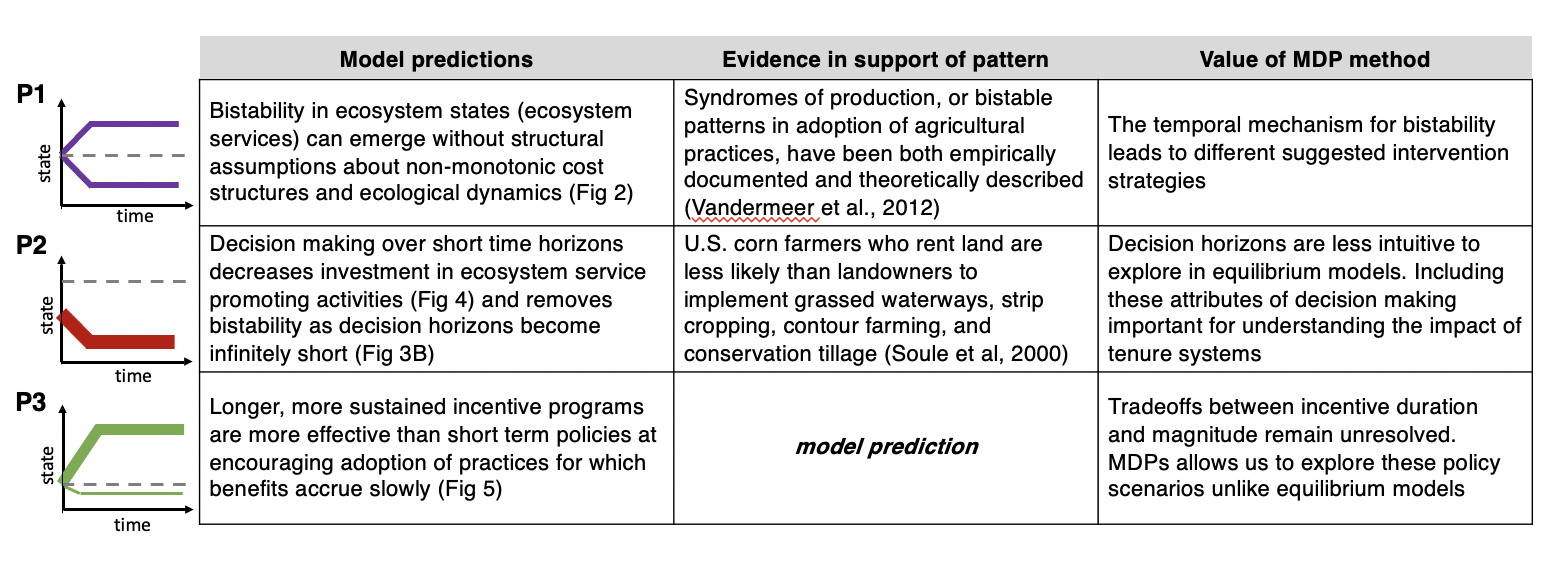 Model predictions
Evidence in support of pattern
Value of MDP method
P1
state
time
Bistability in ecosystem states (ecosystem
services) can emerge without structural
assumptions about non-monotonic cost
structures and ecological dynamics (Fig 2)
Syndromes of production, or bistable
patterns in adoption of agricultural
practices, have been both empirically
documented and theoretically described
(Vandermeer et al., 2012)
The temporal mechanism for bistability
leads to different suggested intervention
strategies
P2
state
time
Decision making over short time horizons
decreases investment in ecosystem service
promoting activities (Fig 4) and removes
bistability as decision horizons become
infinitely short (Fig 3B)
U.S. corn farmers who rent land are
less likely than landowners to
implement grassed waterways, strip
cropping, contour farming, and
conservation tillage (Soule et al, 2000)
Decision horizons are less intuitive to
explore in equilibrium models. Including
these attributes of decision making
important for understanding the impact of
tenure systems
P3
state
time
Longer, more sustained incentive programs
are more effective than short term policies at
encouraging adoption of practices for which
benefits accrue slowly (Fig 5)
model prediction
Tradeoffs between incentive duration
and magnitude remain unresolved.
MDPs allows us to explore these policy
scenarios unlike equilibrium models